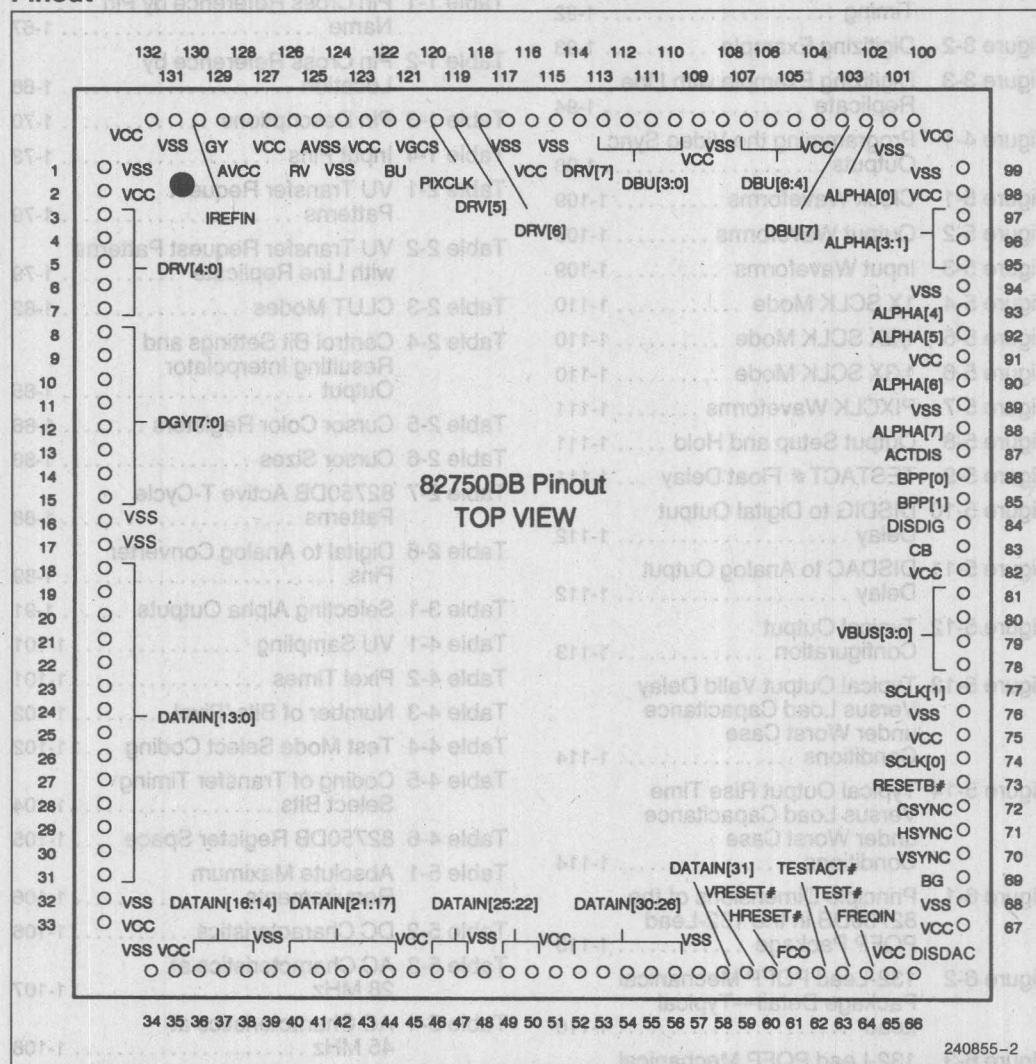 Pinout
132 130 128 126 124 122 120 118 116 114 112 110 108 106 104 102 100
131 129 127 125 123 121 119 117 115 113 1111 109 107 105 103 101
VCC GY VCC AVSS VCC VGCS VSS VSS VSS VCC VCC
VSS AVCC RV VSS BU PIXCLK VCC DRV[7] DBU[3:0] VCC DBU[6:4] VSS
IREFIN DRV[5] DRV[6] DBU[7] ALPHA[0]
1 VSS
2 VCC
3
4
5 DRV[4:0]
6
7
8
9
10
11
12 DGY[7:0]
13
14
15
16 VSS
17 VSS
18
19
20
21
22
23
24 DATAIN[13:0]
25
26
27
28
29
30
31
32 VSS
33 VCC
82750DB Pinout
TOP VIEW
VSS 99
VCC 98
97
ALPHA[3:1] 96
95
VSS 94
ALPHA[4] 93
ALPHA[5] 92
VCC 91
ALPHA[6] 90
VSS 89
ALPHA[7] 88
ACTDIS 87
BPP[0] 86
BPP[1] 85
DISDIG 84
CB 83
VCC 82
81
VBUS[3:0] 80
79
78
SCLK[1] 77
VSS 76
VCC 75
SCLK[0] 74
RESETB# 73
CSYNC 72
HSYNC 71
VSYNC 70
BG 69
VSS 68
VCC 67
DATAIN[31] TESTACT#
VRESET# TEST#
DATAIN[16:14] DATAIN[21:17] DATAIN[25:22] DATAIN[30:26] HRESET# FREQIN
VSS VCC VSS VCC VSS VCC VSS FCO VCC DISDAC
34 35 36 37 38 39 40 41 42 43 44 45 46 47 48 49 50 51 52 53 54 55 56 57 58 59 60 61 62 63 64 65 66
240855–2